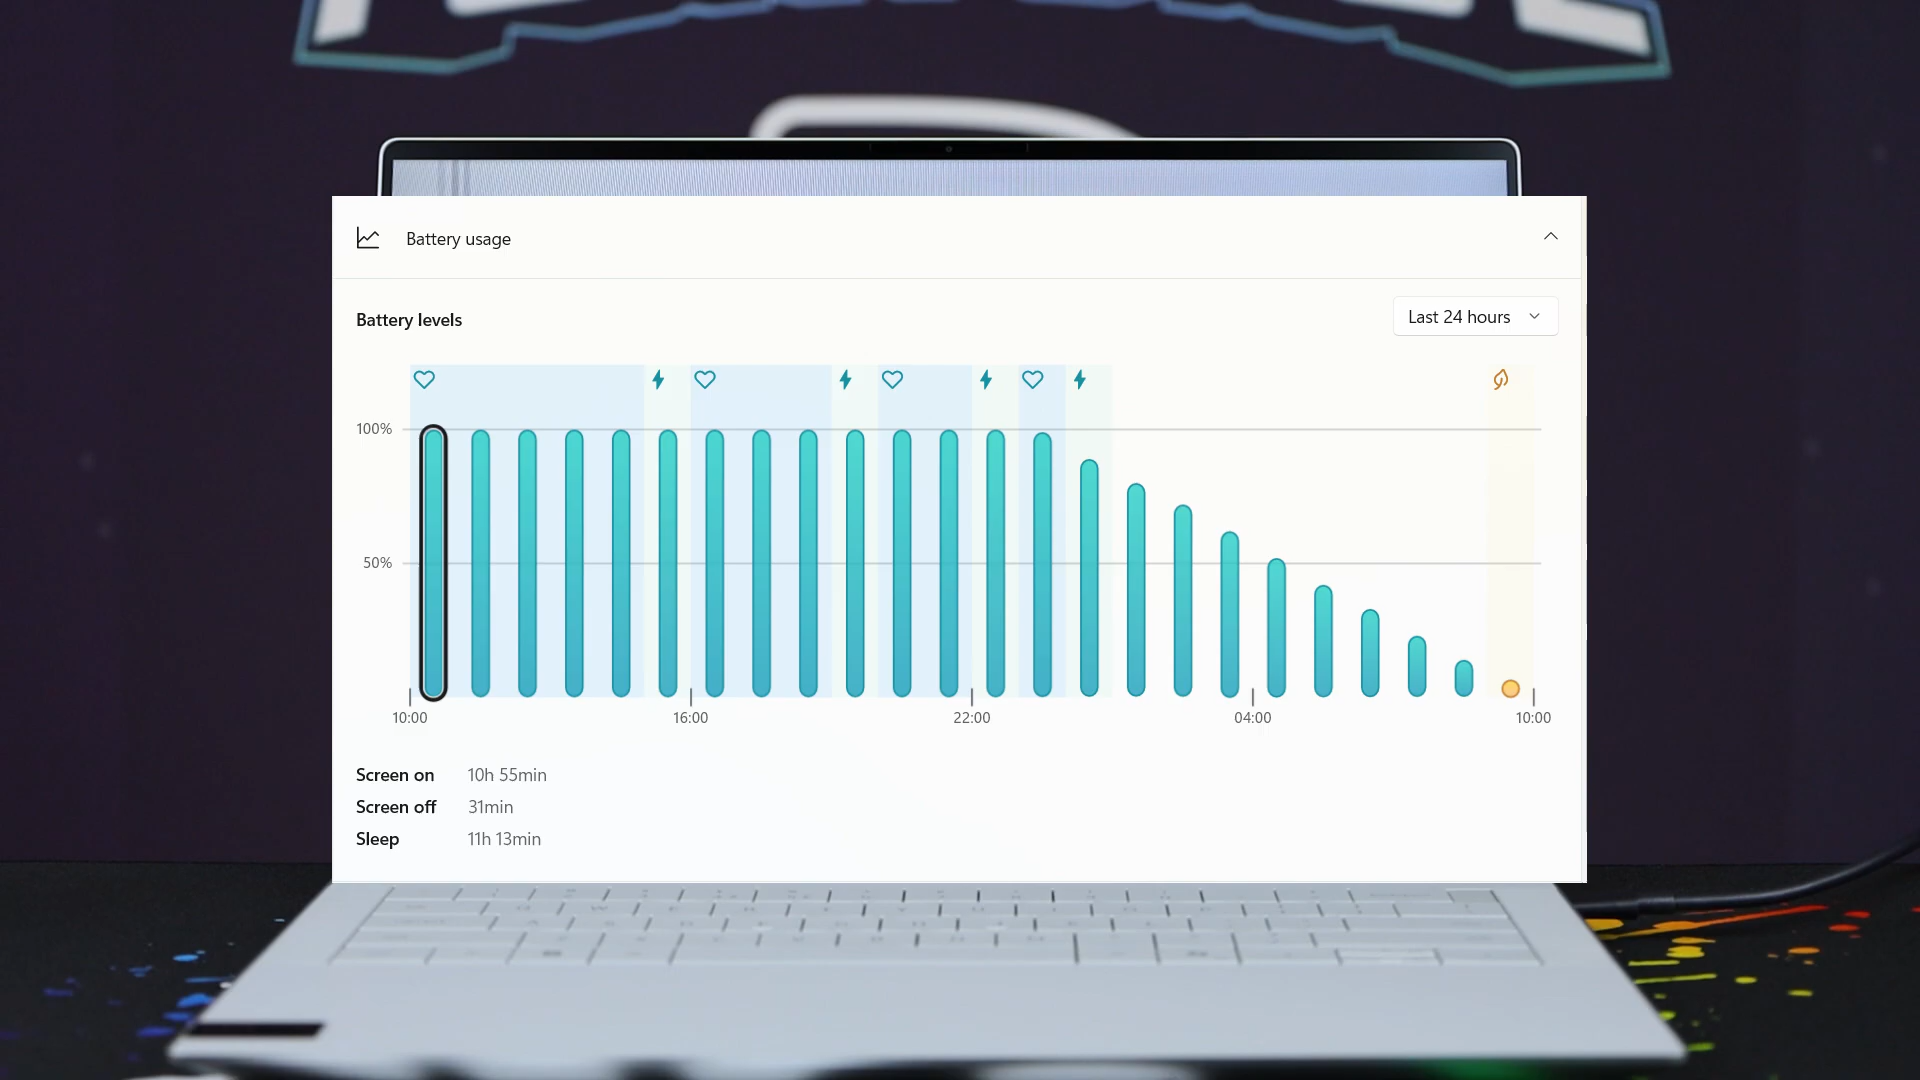 Battery usage
Battery levels
Last 24 hours
100%
50%
10:00 16:00 22:00 04:00 10:00
Screen on 10h 55min
Screen off 31min
Sleep 11h 13min